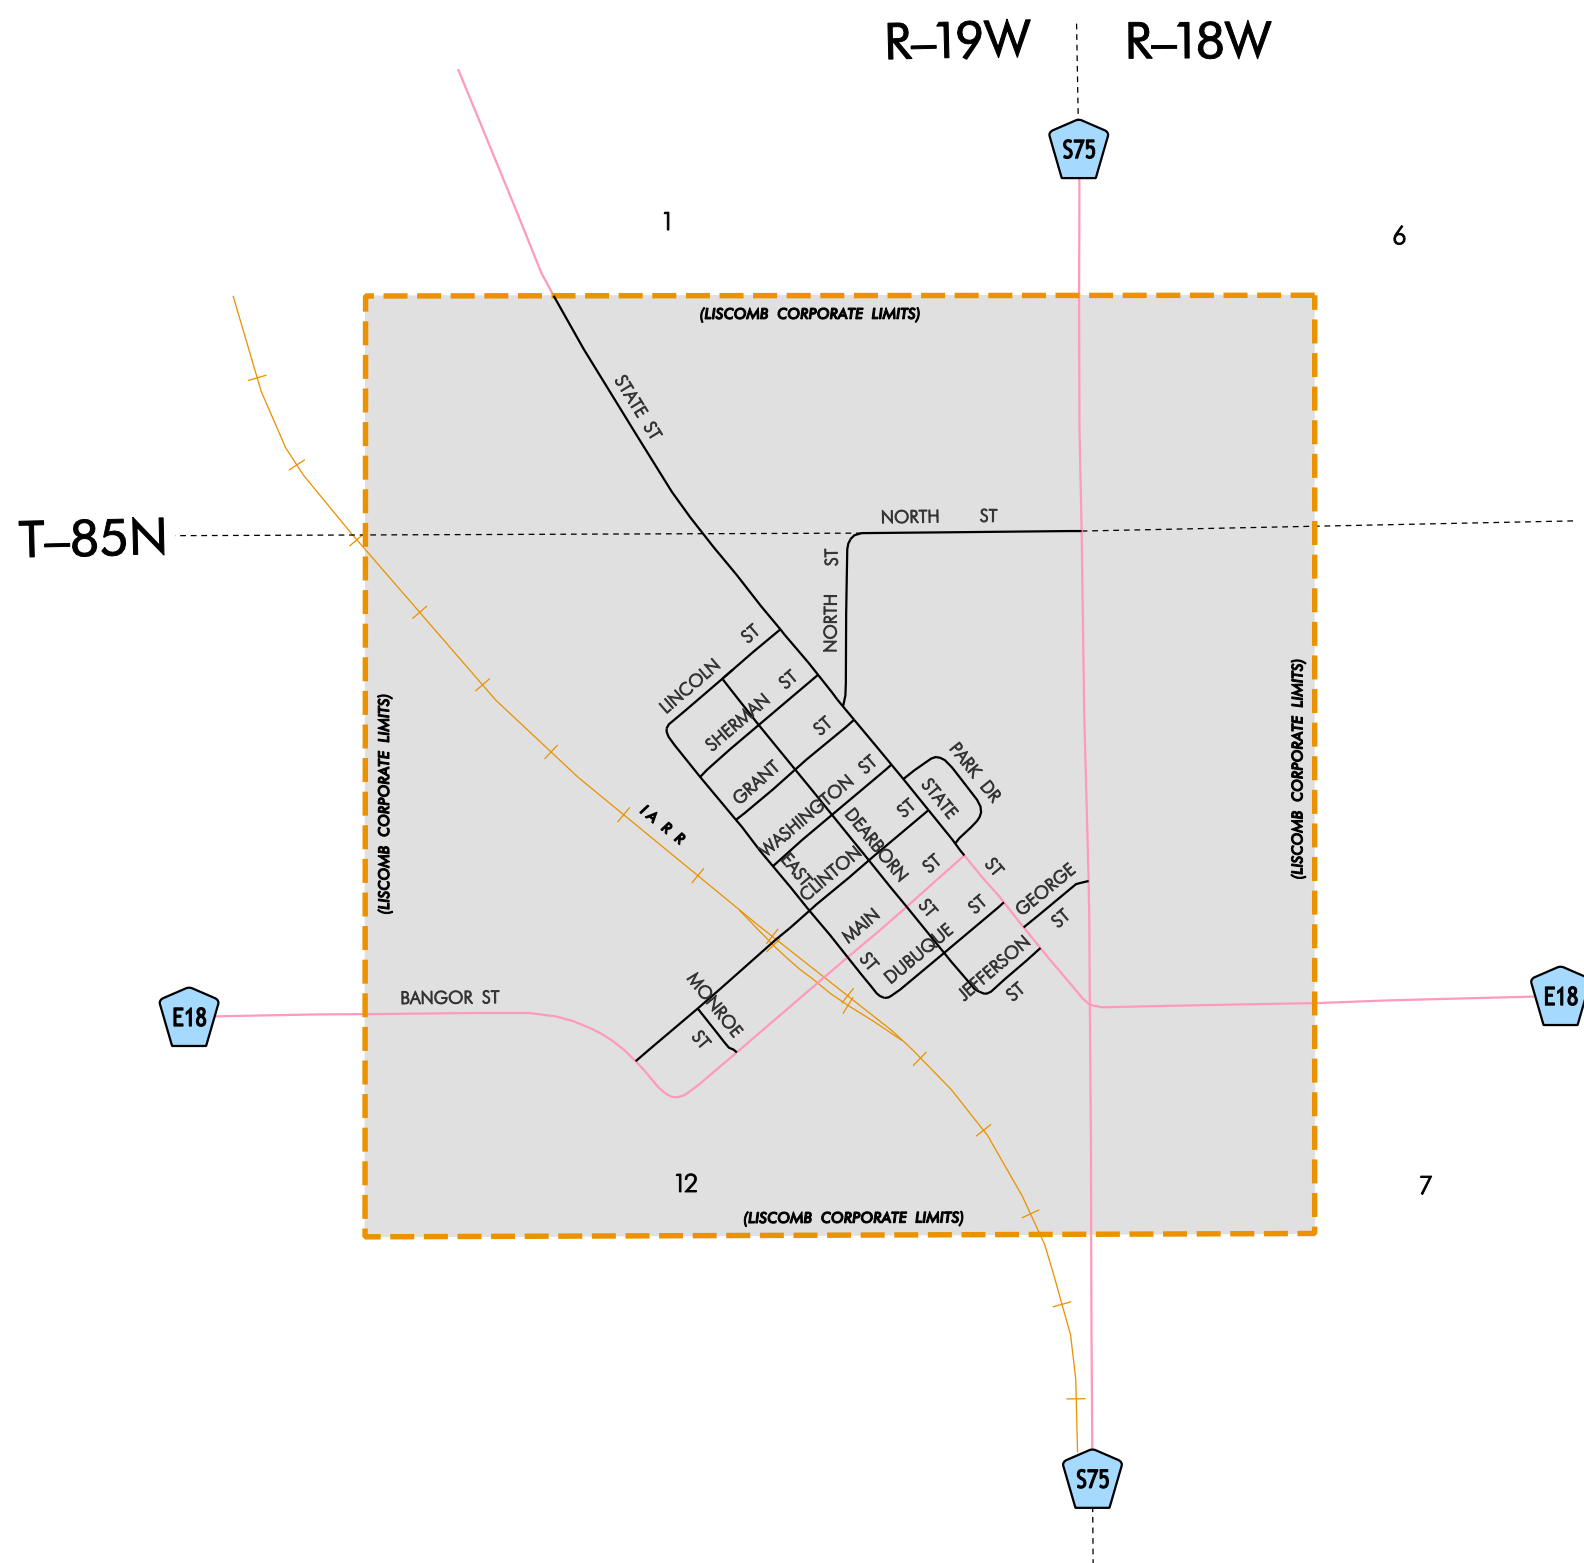 R–19W
R–18W
S75
1
6
(LISCOMB CORPORATE LIMITS)
STATE ST
T–85N
NORTH ST
NORTH ST
LINCOLN ST
SHERMAN ST
GRANT ST
WASHINGTON ST
CLINTON ST
MAIN ST
DUBUQUE ST
JEFFERSON ST
GEORGE ST
PARK DR
STATE ST
DEARBORN ST
EAST ST
MONROE ST
(LISCOMB CORPORATE LIMITS)
(LISCOMB CORPORATE LIMITS)
IARR
BANGOR ST
E18
E18
12
7
(LISCOMB CORPORATE LIMITS)
S75